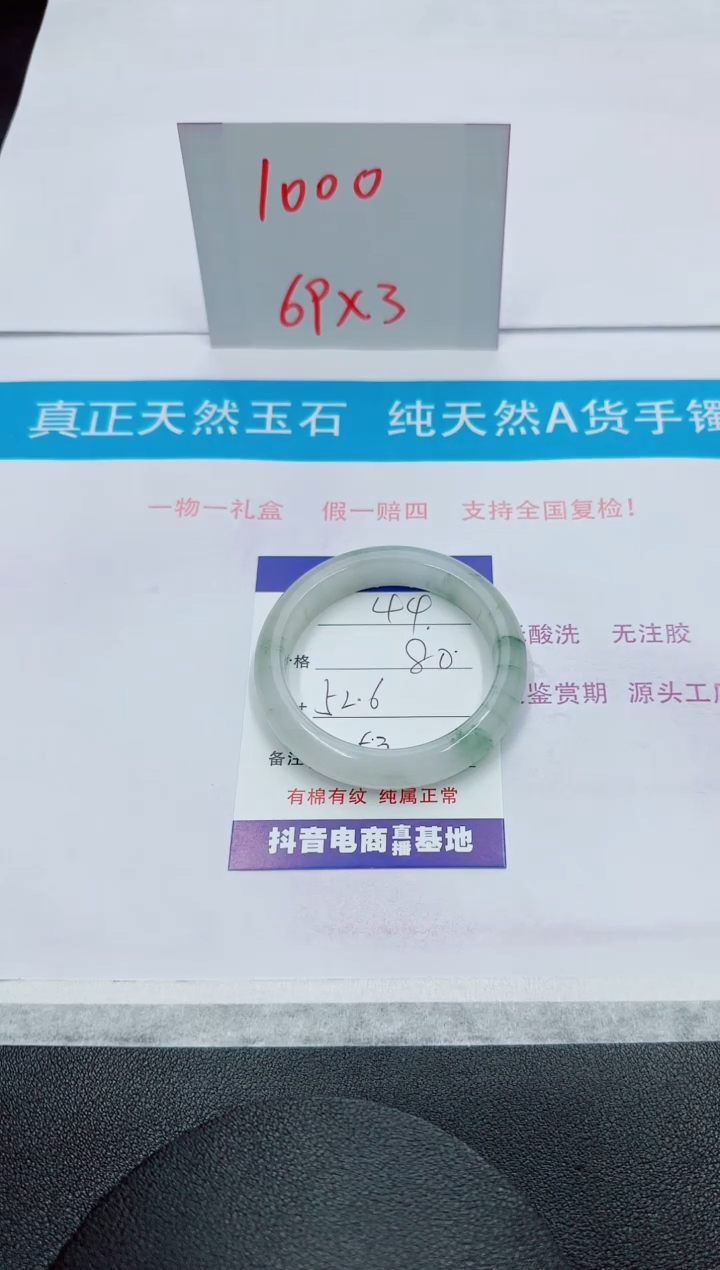 1000
69x3
真正天然玉石 纯天然A货手镯
一物一礼盒 假一赔四 支持全国复检!
酸洗 无注胶
鉴赏期 源头工厂
49.
格 80.
52.6
53
备注
有棉有纹 纯属正常
抖音电商直播基地